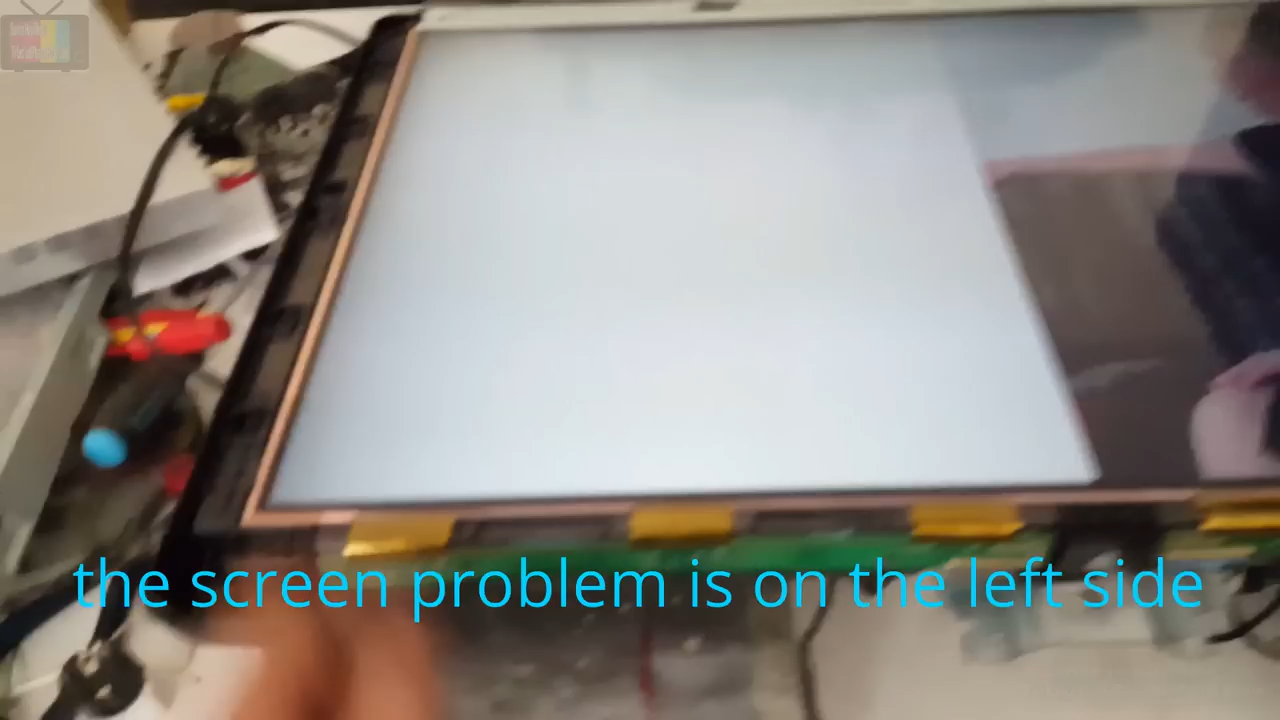 the screen problem is on the left side